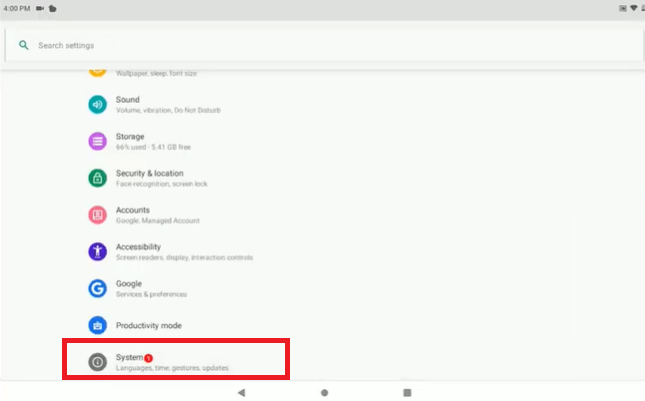 4:00 PM
Search settings
Wallpaper, sleep, font size
Sound
Volume, vibration, Do Not Disturb
Storage
66% used - 5.41 GB free
Security & location
Face recognition, screen lock
Accounts
Google, Managed Account
Accessibility
Screen readers, display, interaction controls
Google
Services & preferences
Productivity mode
System 1
Languages, time, gestures, updates